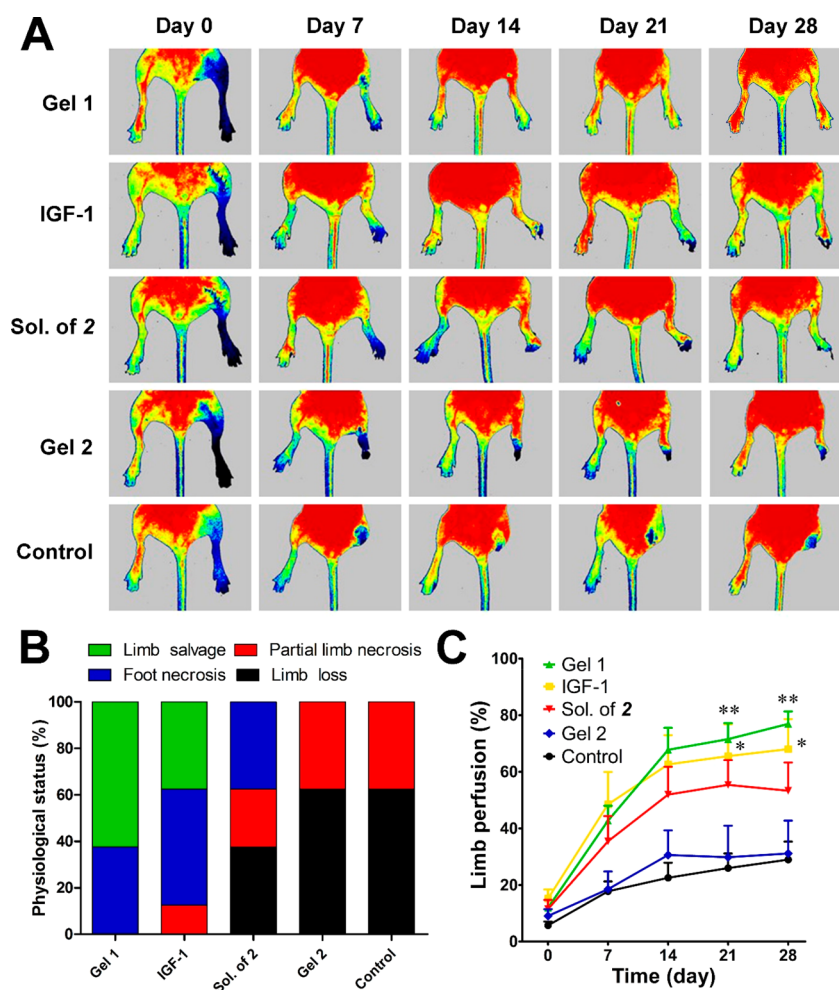 A
Day 0 Day 7 Day 14 Day 21 Day 28
Gel 1
IGF-1
Sol. of 2
Gel 2
Control
B
Limb salvage Partial limb necrosis
Foot necrosis Limb loss
Physiological status (%)
100
80
60
40
20
0
Gel 1 IGF-1 Sol. of 2 Gel 2 Control
C
Gel 1
IGF-1
Sol. of 2
Gel 2
Control
** **
* *
Limb perfusion (%)
100
80
60
40
20
0
0 7 14 21 28
Time (day)